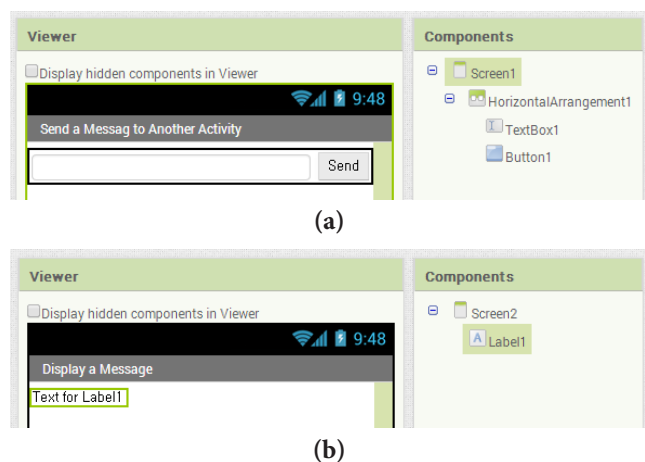 Viewer
Components
Display hidden components in Viewer
Screen1
9:48
HorizontalArrangement1
Send a Messag to Another Activity
TextBox1
Send
Button1
(a)
Viewer
Components
Display hidden components in Viewer
Screen2
9:48
Label1
Display a Message
Text for Label1
(b)